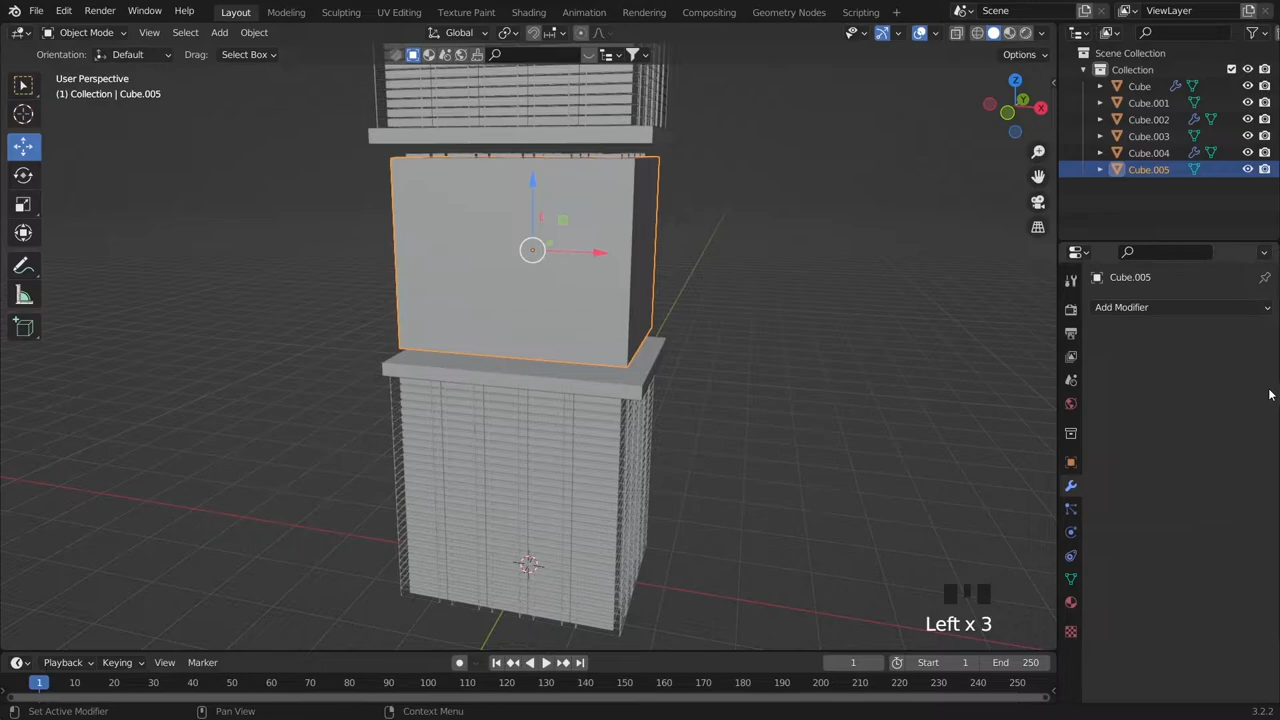 File Edit Render Window Help Layout Modeling Sculpting UV Editing Texture Paint Shading Animation Rendering Compositing Geometry Nodes Scripting Scene ViewLayer
Object Mode View Select Add Object Global
Orientation: Default Drag: Select Box Options
User Perspective
(1) Collection | Cube.005
Z
Y
X
Scene Collection
Collection
Cube
Cube.001
Cube.002
Cube.003
Cube.004
Cube.005
Cube.005
Add Modifier
Left x 3
Playback Keying View Marker 1 Start 1 End 250
1 10 20 30 40 50 60 70 80 90 100 110 120 130 140 150 160 170 180 190 200 210 220 230 240 250
Set Active Modifier Pan View Context Menu 3.2.2